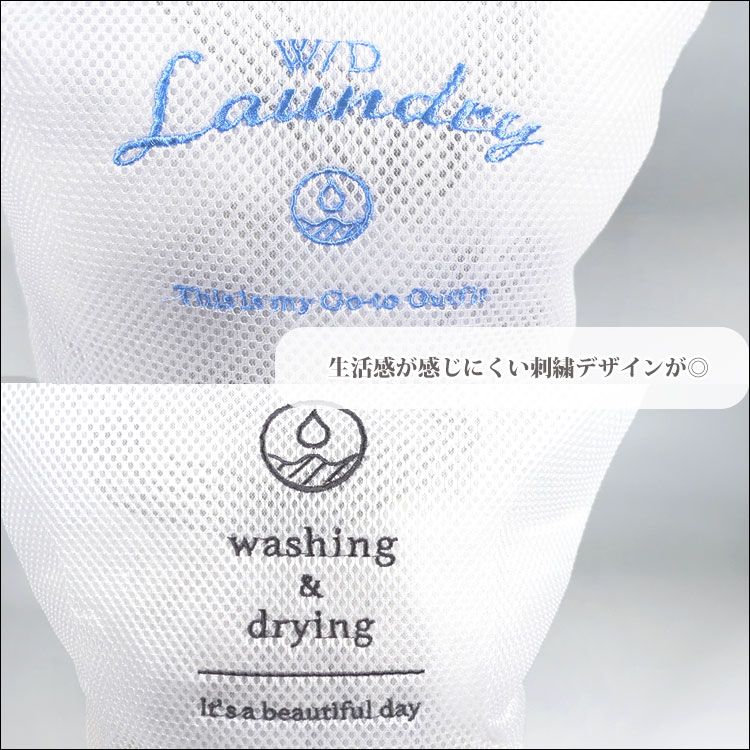 W/D
Laundry
This is my Go-to Outfit
生活感が感じにくい刺繍デザインが◎
washing
&
drying
It's a beautiful day